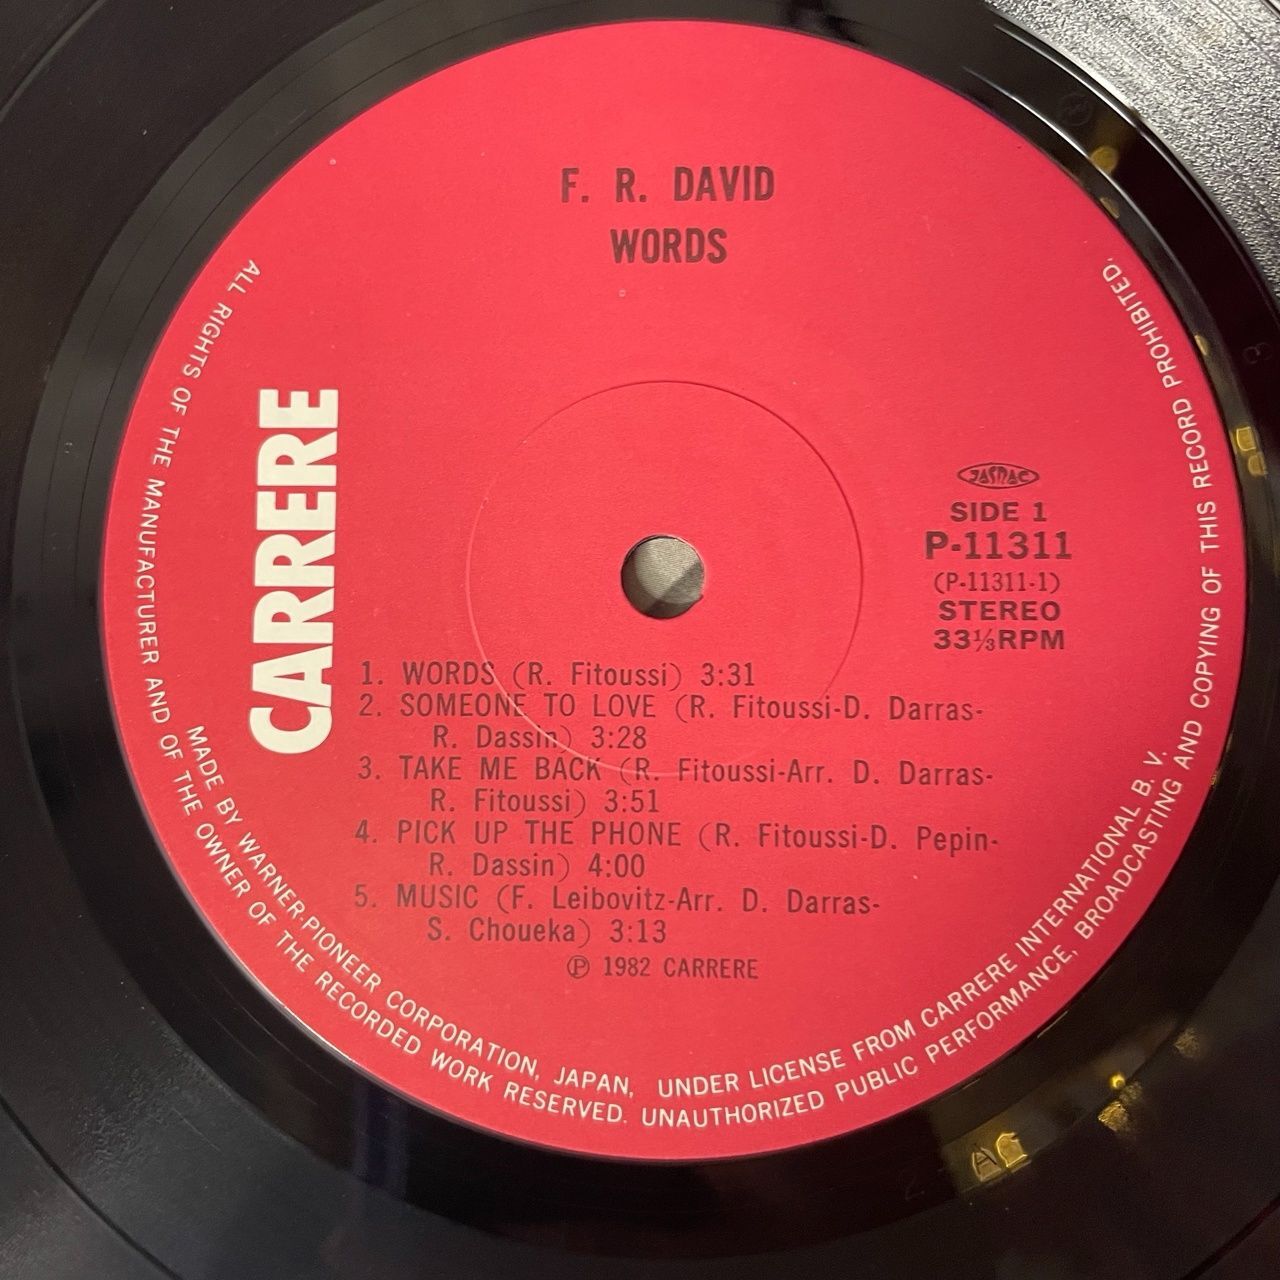 F. R. DAVID
WORDS
CARRERE
JASRAC
SIDE 1
P-11311
(P-11311-1)
STEREO
33⅓RPM
1. WORDS (R. Fitoussi) 3:31
2. SOMEONE TO LOVE (R. Fitoussi-D. Darras-
R. Dassin) 3:28
3. TAKE ME BACK (R. Fitoussi-Arr. D. Darras-
R. Fitoussi) 3:51
4. PICK UP THE PHONE (R. Fitoussi-D. Pepin-
R. Dassin) 4:00
5. MUSIC (F. Leibovitz-Arr. D. Darras-
S. Choueka) 3:13
Ⓟ 1982 CARRERE
MADE BY WARNER-PIONEER CORPORATION, JAPAN, UNDER LICENSE FROM CARRERE INTERNATIONAL B. V.
ALL RIGHTS OF THE MANUFACTURER AND OF THE OWNER OF THE RECORDED WORK RESERVED. UNAUTHORIZED PUBLIC PERFORMANCE, BROADCASTING AND COPYING OF THIS RECORD PROHIBITED.